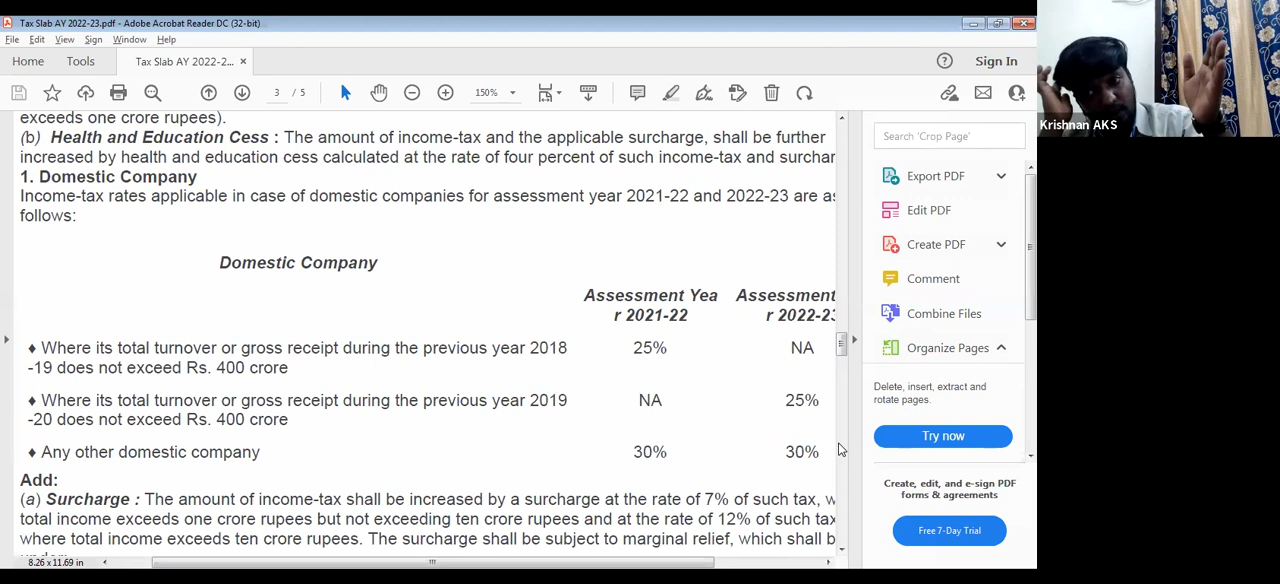 Tax Slab AY 2022-23.pdf - Adobe Acrobat Reader DC (32-bit)
File Edit View Sign Window Help
Home Tools Tax Slab AY 2022-2... × Sign In
3 / 5 150%
exceeds one crore rupees).
(b) Health and Education Cess : The amount of income-tax and the applicable surcharge, shall be further
increased by health and education cess calculated at the rate of four percent of such income-tax and surchar
1. Domestic Company
Income-tax rates applicable in case of domestic companies for assessment year 2021-22 and 2022-23 are as
follows:
Domestic Company
Assessment Yea Assessment
r 2021-22 r 2022-23
♦ Where its total turnover or gross receipt during the previous year 2018 25% NA
-19 does not exceed Rs. 400 crore
♦ Where its total turnover or gross receipt during the previous year 2019 NA 25%
-20 does not exceed Rs. 400 crore
♦ Any other domestic company 30% 30%
Add:
(a) Surcharge : The amount of income-tax shall be increased by a surcharge at the rate of 7% of such tax, w
total income exceeds one crore rupees but not exceeding ten crore rupees and at the rate of 12% of such tax
where total income exceeds ten crore rupees. The surcharge shall be subject to marginal relief, which shall b
8.26 x 11.69 in
Search 'Crop Page'
Export PDF
Edit PDF
Create PDF
Comment
Combine Files
Organize Pages
Delete, insert, extract and
rotate pages.
Try now
Create, edit, and e-sign PDF
forms & agreements
Free 7-Day Trial
Krishnan AKS